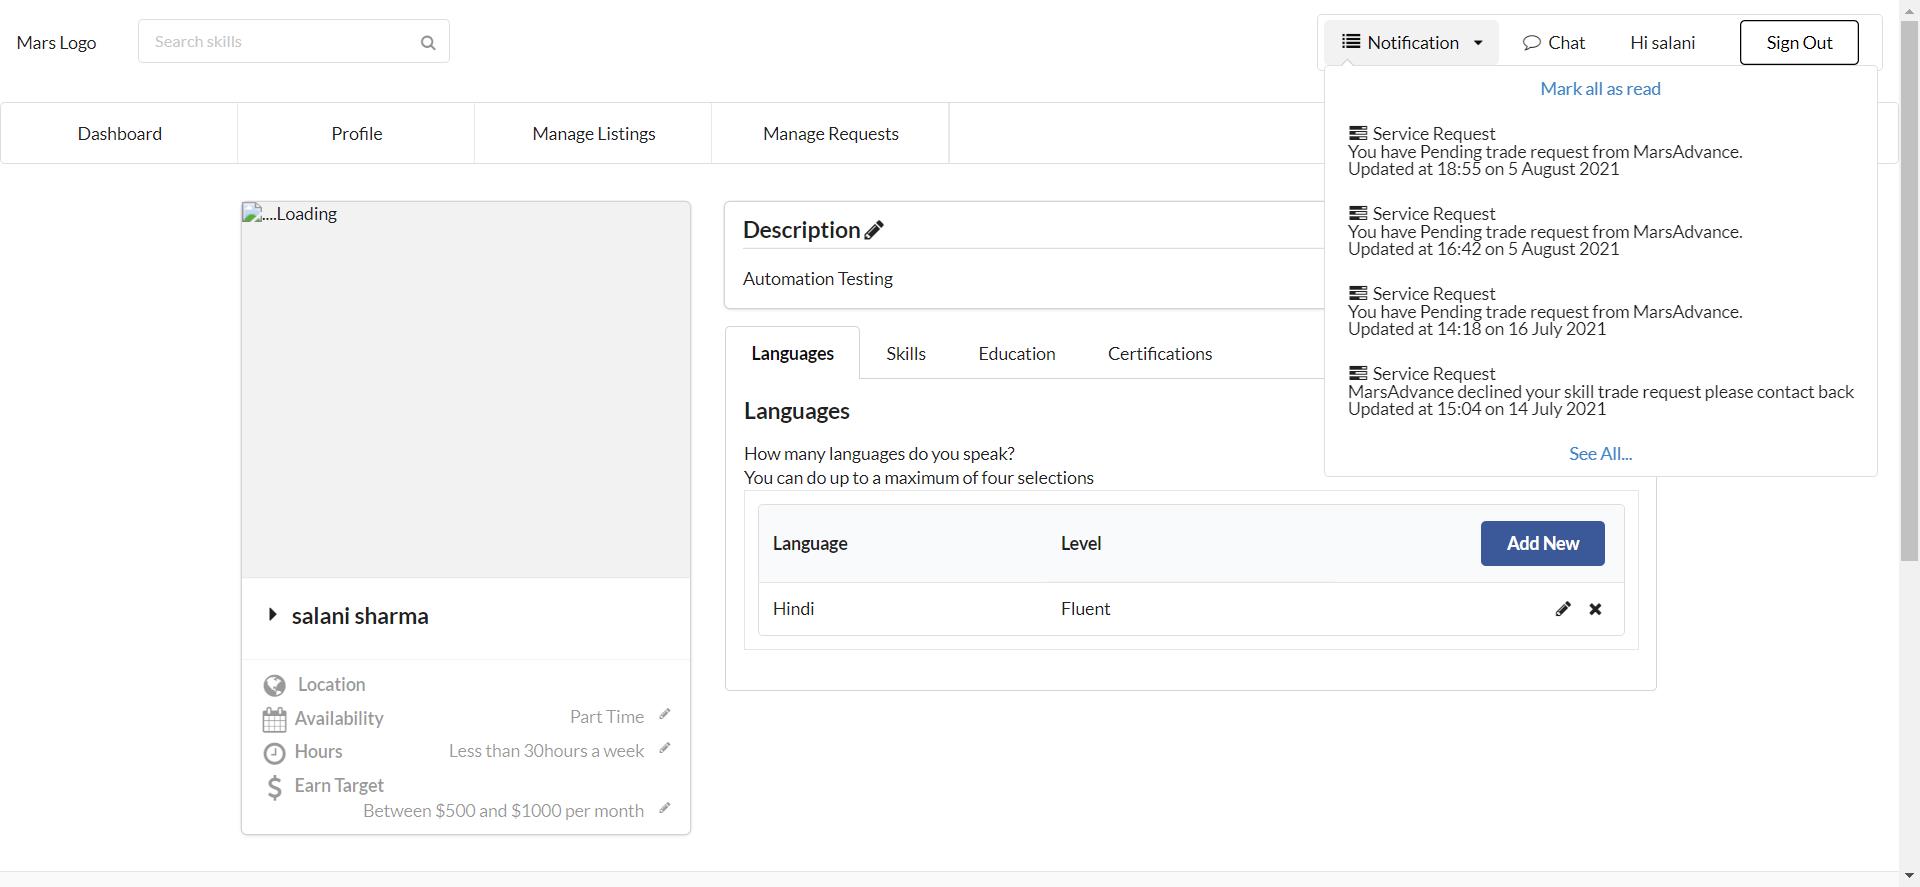 Mars Logo
Search skills
Notification
Chat
Hi salani
Sign Out
Mark all as read
Service Request
You have Pending trade request from MarsAdvance.
Updated at 18:55 on 5 August 2021
Service Request
You have Pending trade request from MarsAdvance.
Updated at 16:42 on 5 August 2021
Service Request
You have Pending trade request from MarsAdvance.
Updated at 14:18 on 16 July 2021
Service Request
MarsAdvance declined your skill trade request please contact back
Updated at 15:04 on 14 July 2021
See All...
Dashboard
Profile
Manage Listings
Manage Requests
....Loading
salani sharma
Location
Availability
Part Time
Hours
Less than 30hours a week
Earn Target
Between $500 and $1000 per month
Description
Automation Testing
Languages
Skills
Education
Certifications
Languages
How many languages do you speak?
You can do up to a maximum of four selections
Language
Level
Add New
Hindi
Fluent